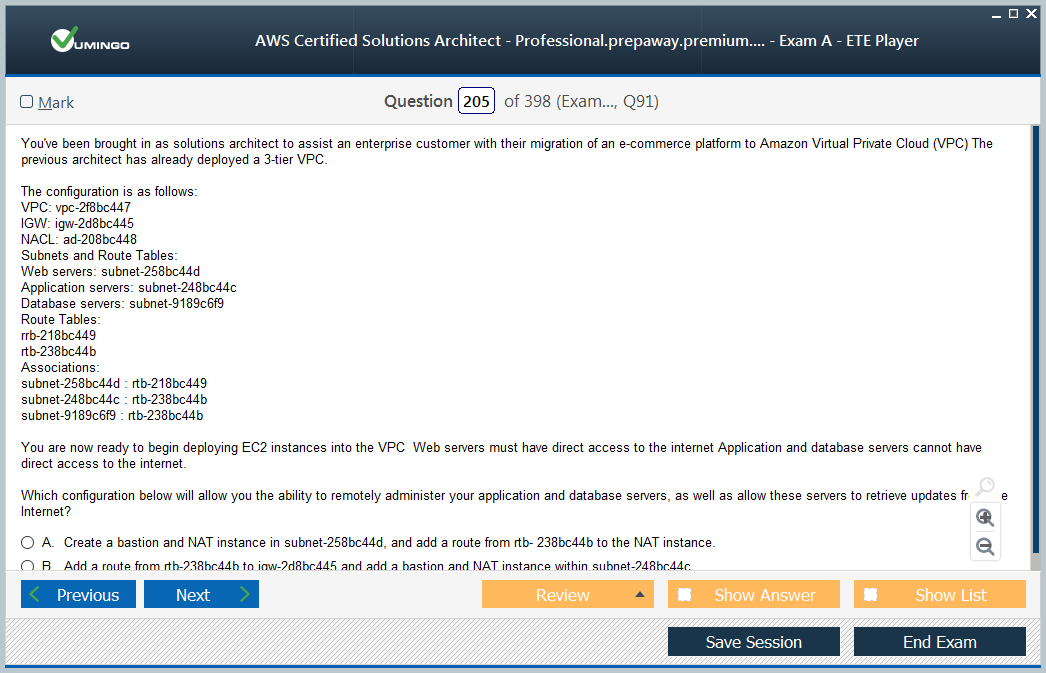 VUMINGO
AWS Certified Solutions Architect - Professional.prepaway.premium.... - Exam A - ETE Player
Mark
Question 205 of 398 (Exam..., Q91)
You've been brought in as solutions architect to assist an enterprise customer with their migration of an e-commerce platform to Amazon Virtual Private Cloud (VPC) The
previous architect has already deployed a 3-tier VPC.
The configuration is as follows:
VPC: vpc-2f8bc447
IGW: igw-2d8bc445
NACL: ad-208bc448
Subnets and Route Tables:
Web servers: subnet-258bc44d
Application servers: subnet-248bc44c
Database servers: subnet-9189c6f9
Route Tables:
rrb-218bc449
rtb-238bc44b
Associations:
subnet-258bc44d : rtb-218bc449
subnet-248bc44c : rtb-238bc44b
subnet-9189c6f9 : rtb-238bc44b
You are now ready to begin deploying EC2 instances into the VPC  Web servers must have direct access to the internet Application and database servers cannot have
direct access to the internet.
Which configuration below will allow you the ability to remotely administer your application and database servers, as well as allow these servers to retrieve updates
Internet?
A. Create a bastion and NAT instance in subnet-258bc44d, and add a route from rtb- 238bc44b to the NAT instance.
B. Add a route from rtb-238bc44b to igw-2d8bc445 and add a bastion and NAT instance within subnet-248bc44c.
Previous
Next
Review
Show Answer
Show List
Save Session
End Exam